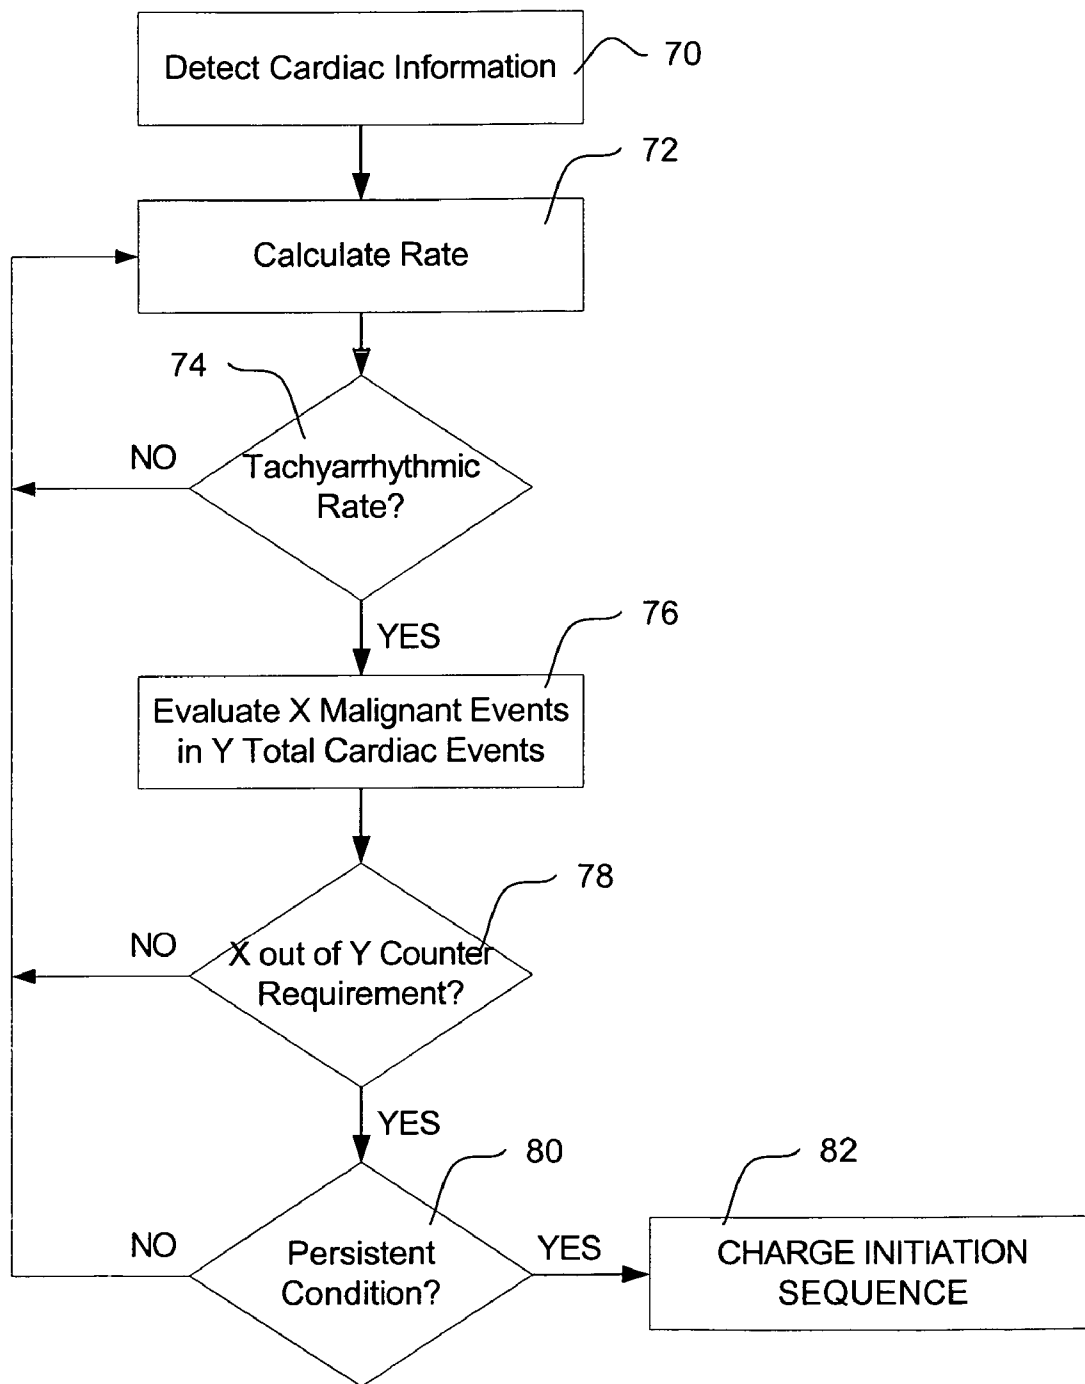 Detect Cardiac Information
70
72
Calculate Rate
74
NO
Tachyarrhythmic
Rate?
YES
76
Evaluate X Malignant Events
in Y Total Cardiac Events
78
NO
X out of Y Counter
Requirement?
YES
80
82
NO
Persistent
Condition?
YES
CHARGE INITIATION
SEQUENCE